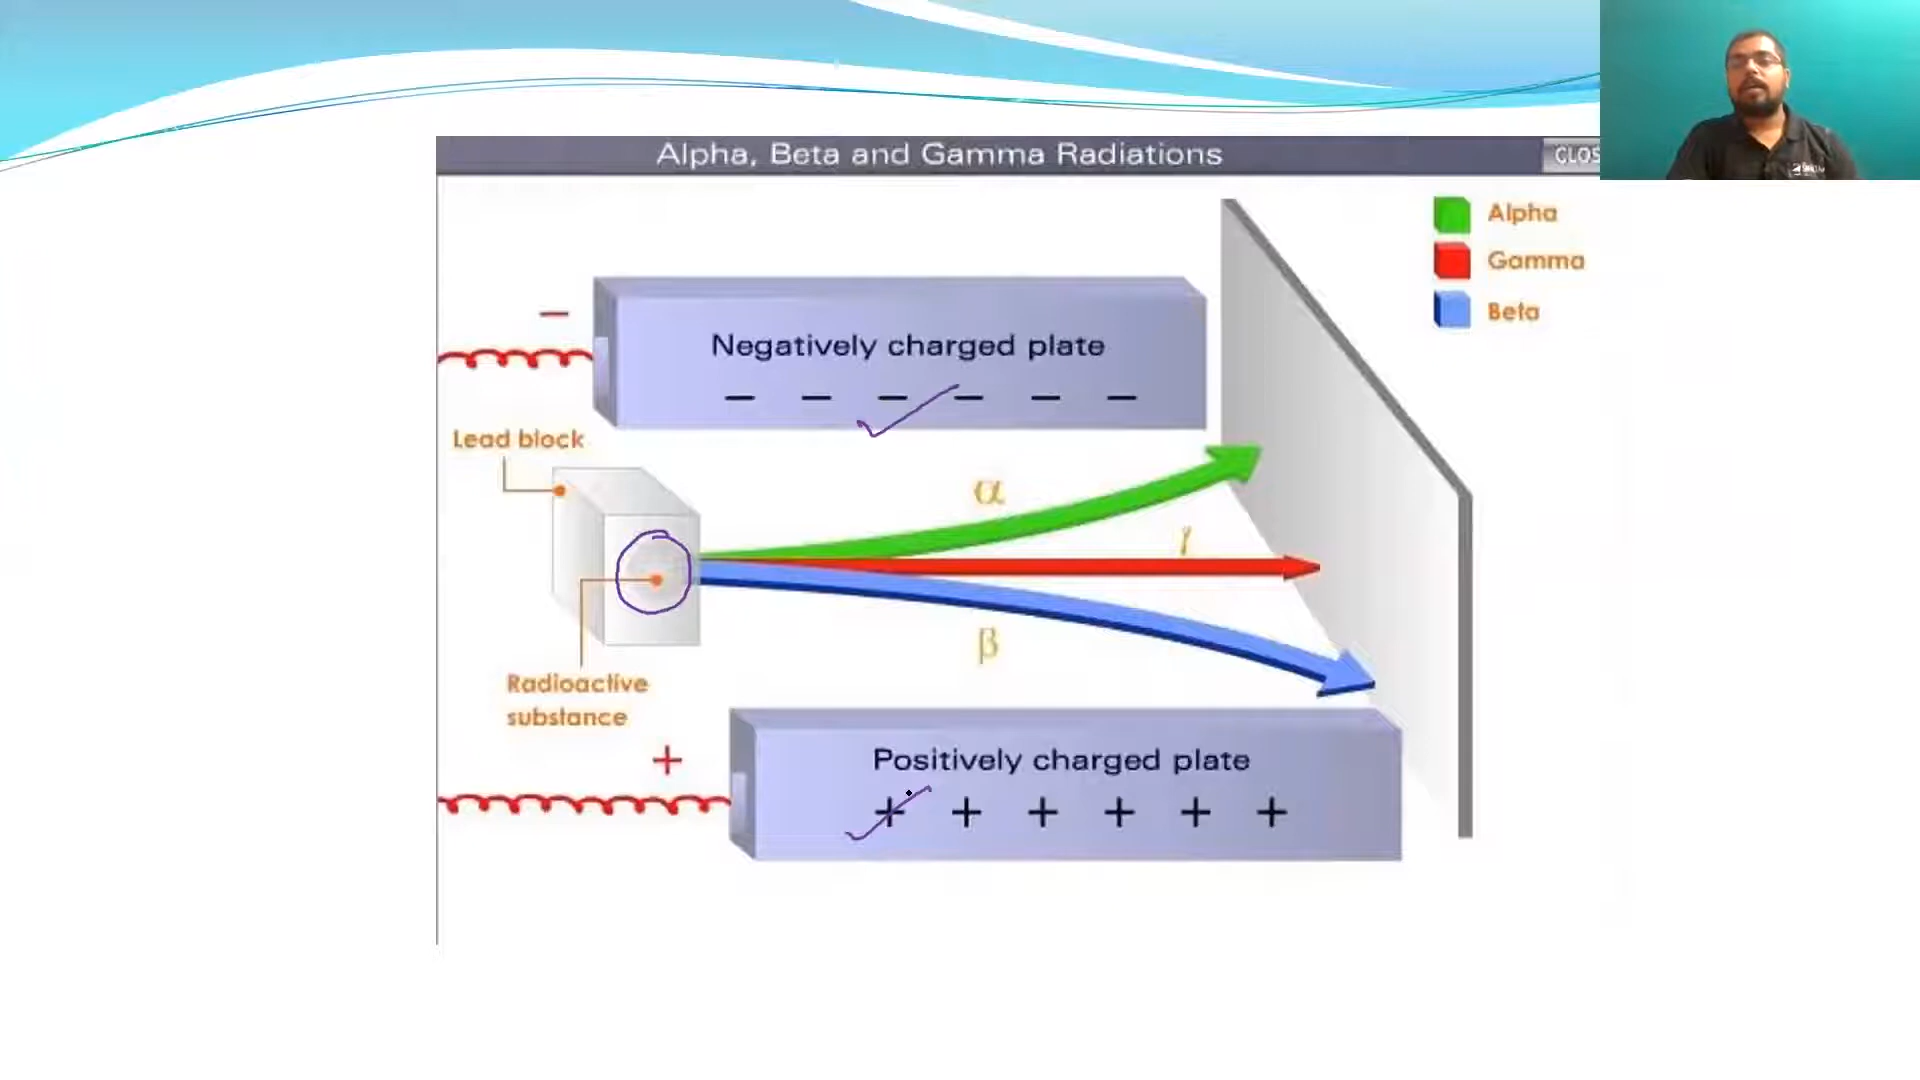 Alpha, Beta and Gamma Radiations
CLOS
Alpha
Gamma
Beta
−
Negatively charged plate
− − − − − −
Lead block
α
γ
β
Radioactive
substance
+
Positively charged plate
+ + + + + +